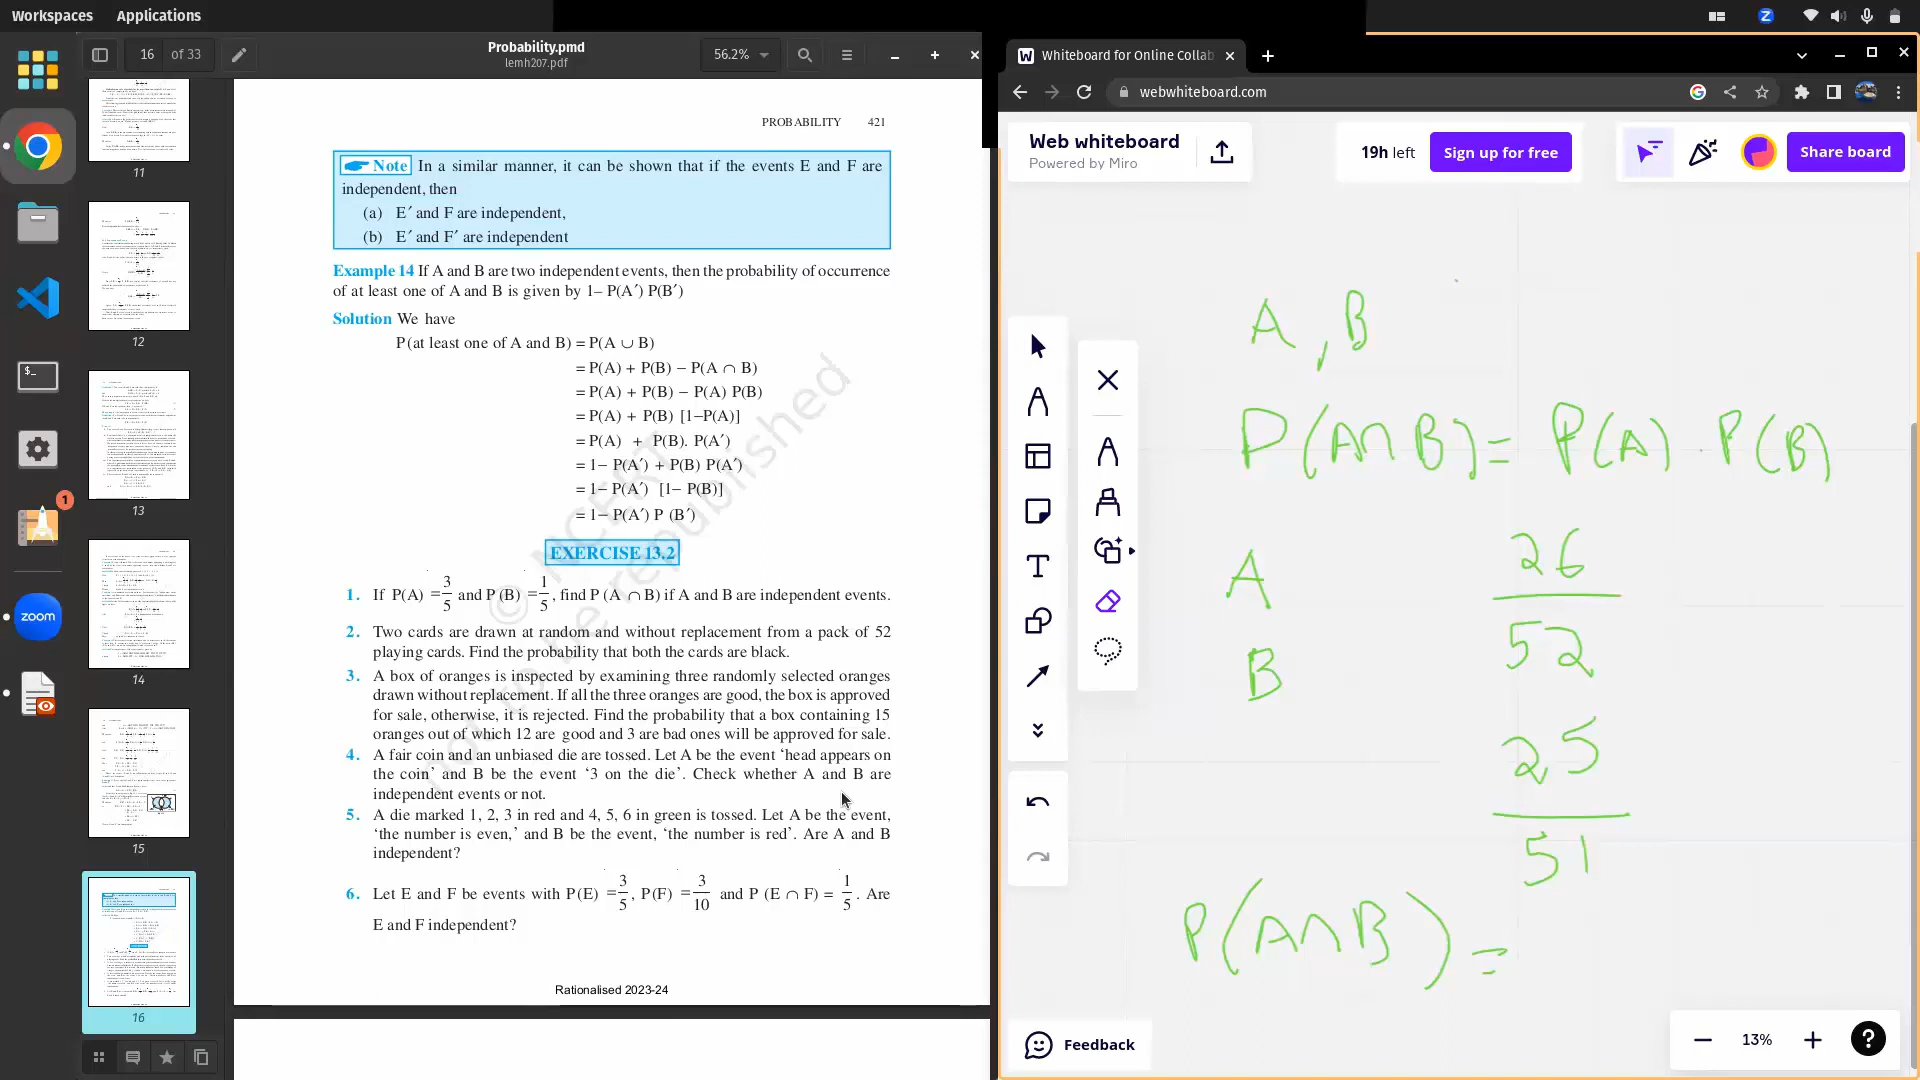 Workspaces Applications
16 of 33
Probability.pmd
lemh207.pdf
56.2%
11
12
13
14
15
16
1
zoom
PROBABILITY 421
Note In a similar manner, it can be shown that if the events E and F are
independent, then
(a) E′ and F are independent,
(b) E′ and F′ are independent
Example 14 If A and B are two independent events, then the probability of occurrence
of at least one of A and B is given by 1– P(A′) P(B′)
Solution We have
P(at least one of A and B) = P(A ∪ B)
= P(A) + P(B) − P(A ∩ B)
= P(A) + P(B) − P(A) P(B)
= P(A) + P(B) [1−P(A)]
= P(A) + P(B). P(A′)
= 1− P(A′) + P(B) P(A′)
= 1− P(A′) [1− P(B)]
= 1− P(A′) P (B′)
EXERCISE 13.2
1. If P(A) = 3/5 and P (B) = 1/5, find P (A ∩ B) if A and B are independent events.
2. Two cards are drawn at random and without replacement from a pack of 52
playing cards. Find the probability that both the cards are black.
3. A box of oranges is inspected by examining three randomly selected oranges
drawn without replacement. If all the three oranges are good, the box is approved
for sale, otherwise, it is rejected. Find the probability that a box containing 15
oranges out of which 12 are good and 3 are bad ones will be approved for sale.
4. A fair coin and an unbiased die are tossed. Let A be the event ‘head appears on
the coin’ and B be the event ‘3 on the die’. Check whether A and B are
independent events or not.
5. A die marked 1, 2, 3 in red and 4, 5, 6 in green is tossed. Let A be the event,
‘the number is even,’ and B be the event, ‘the number is red’. Are A and B
independent?
6. Let E and F be events with P(E) = 3/5, P(F) = 3/10 and P (E ∩ F) = 1/5. Are
E and F independent?
© NCERT
not to be republished
Rationalised 2023-24
Whiteboard for Online Collab
webwhiteboard.com
Web whiteboard
Powered by Miro
19h left
Sign up for free
Share board
A , B
P(A∩B) = P(A) . P(B)
A 26/52
B 25/51
P(A∩B) =
Feedback
13%